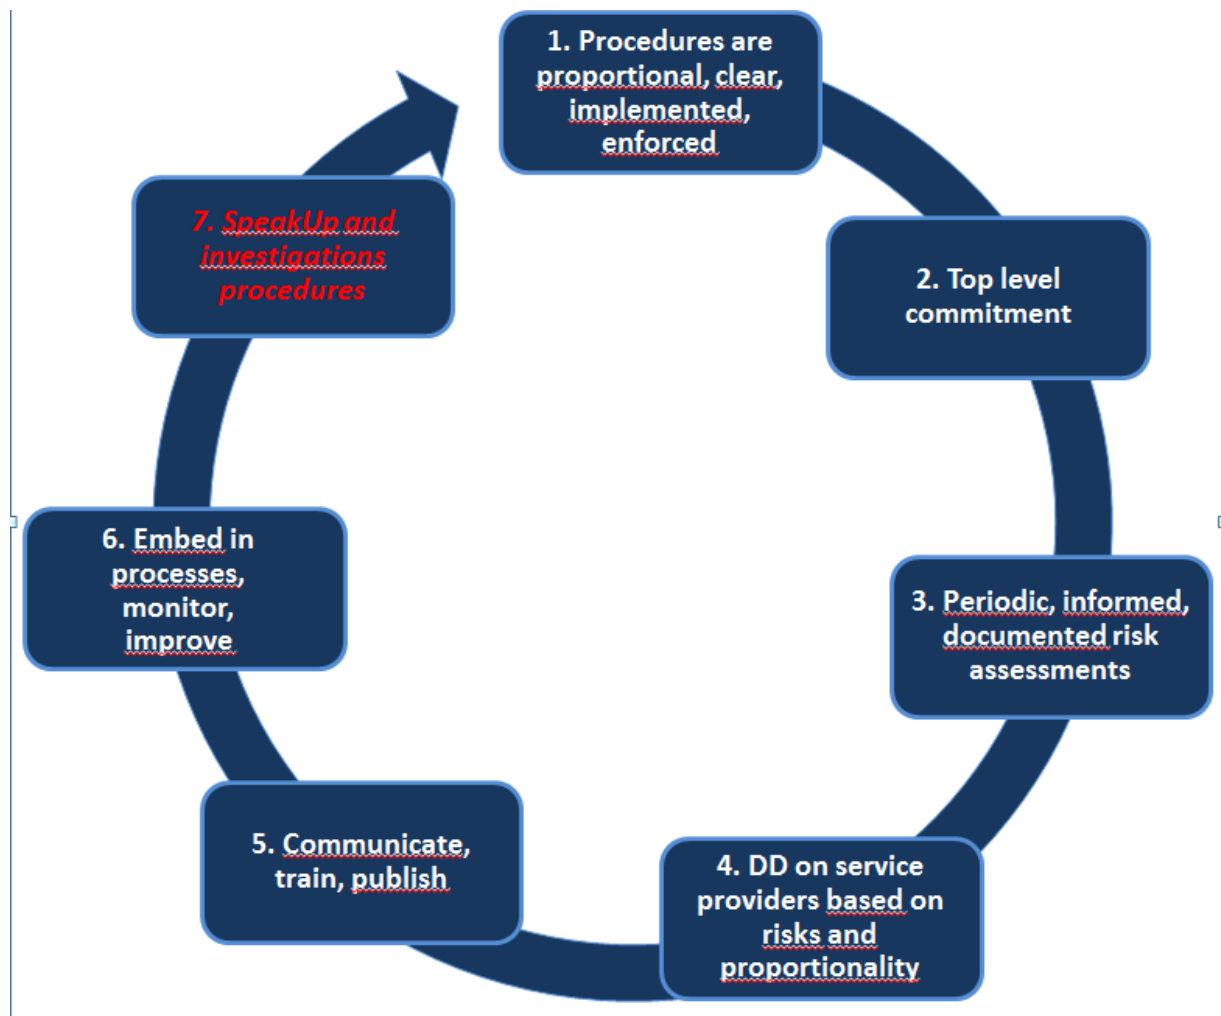 1. Procedures are
proportional, clear,
implemented,
enforced
2. Top level
commitment
3. Periodic, informed,
documented risk
assessments
4. DD on service
providers based on
risks and
proportionality
5. Communicate,
train, publish
6. Embed in
processes,
monitor,
improve
7. SpeakUp and
investigations
procedures